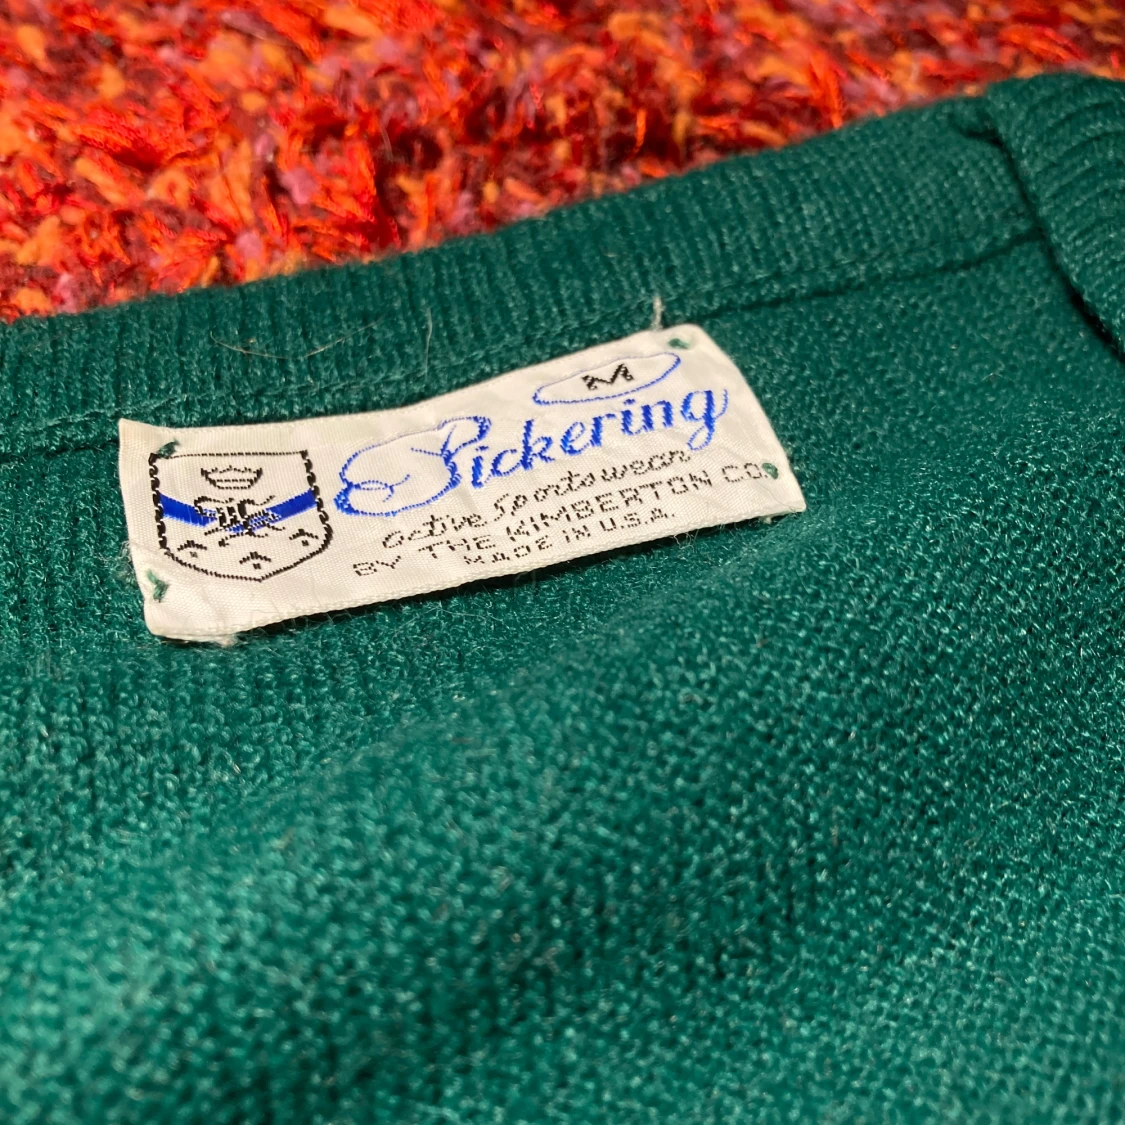 M
Pickering
active Sportswear
BY THE KIMBERTON CO.
MADE IN U.S.A.